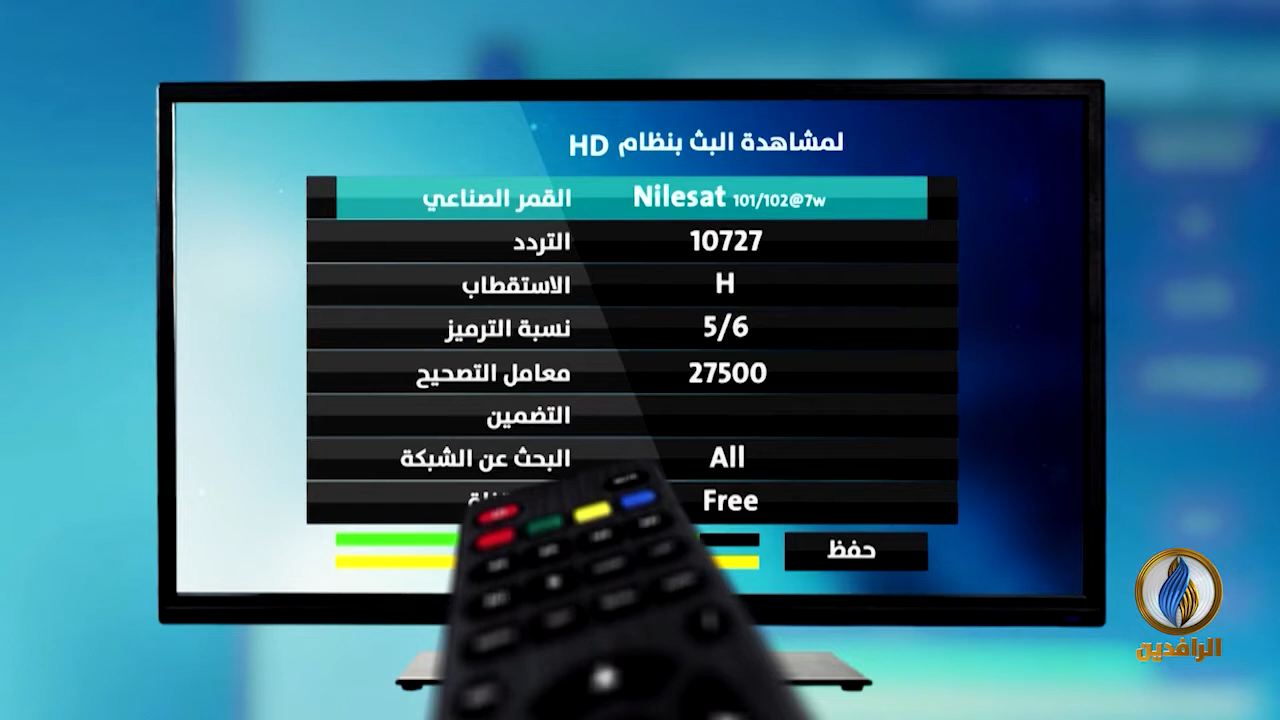 لمشاهدة البث بنظام HD
القمر الصناعي Nilesat 101/102@7w
التردد 10727
الاستقطاب H
نسبة الترميز 5/6
معامل التصحيح 27500
التضمين
البحث عن الشبكة All
Free
حفظ
الرافدين